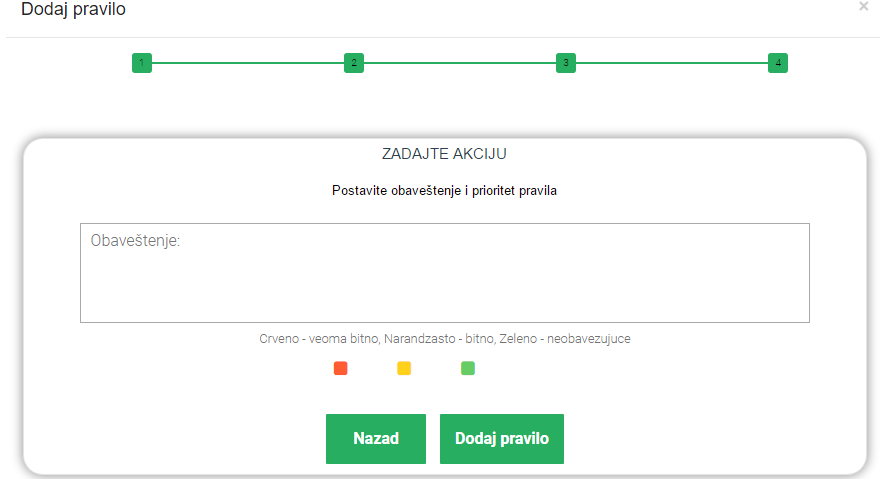 Dodaj pravilo
×
1 2 3 4
ZADAJTE AKCIJU
Postavite obaveštenje i prioritet pravila
Obaveštenje:
Crveno - veoma bitno, Narandzasto - bitno, Zeleno - neobavezujuce
Nazad Dodaj pravilo